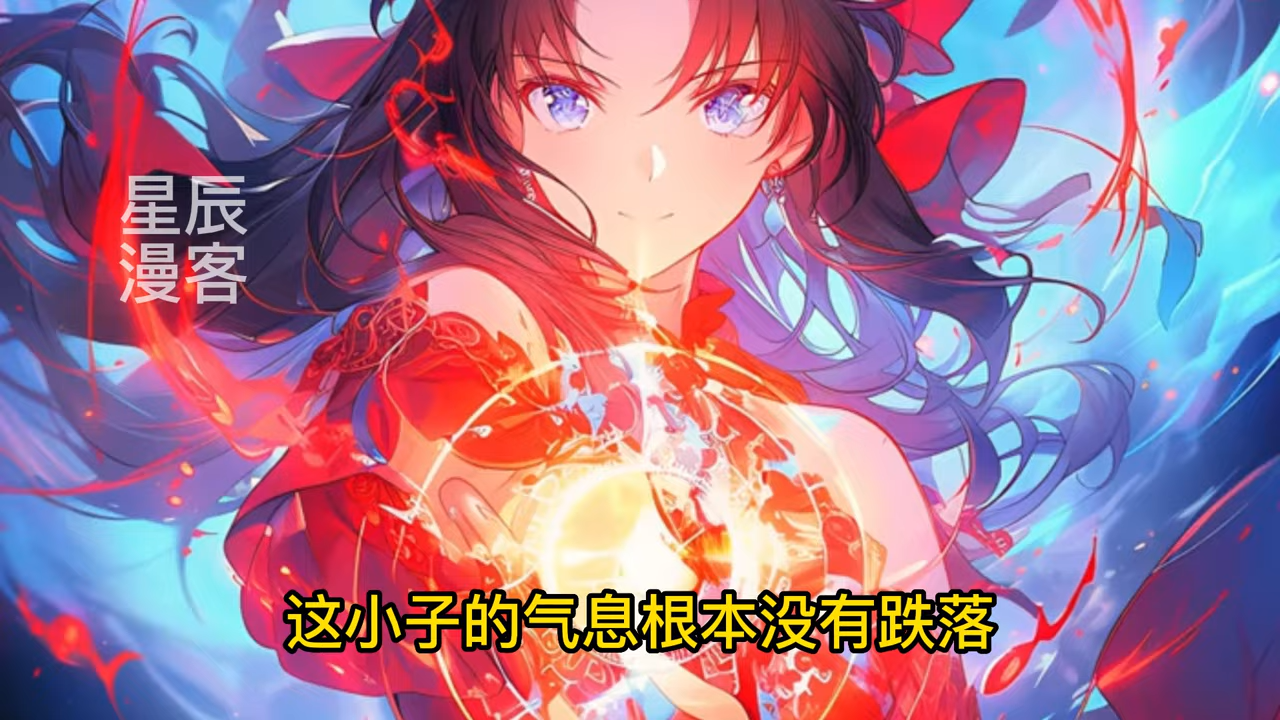 星辰
漫客
这小子的气息根本没有跌落